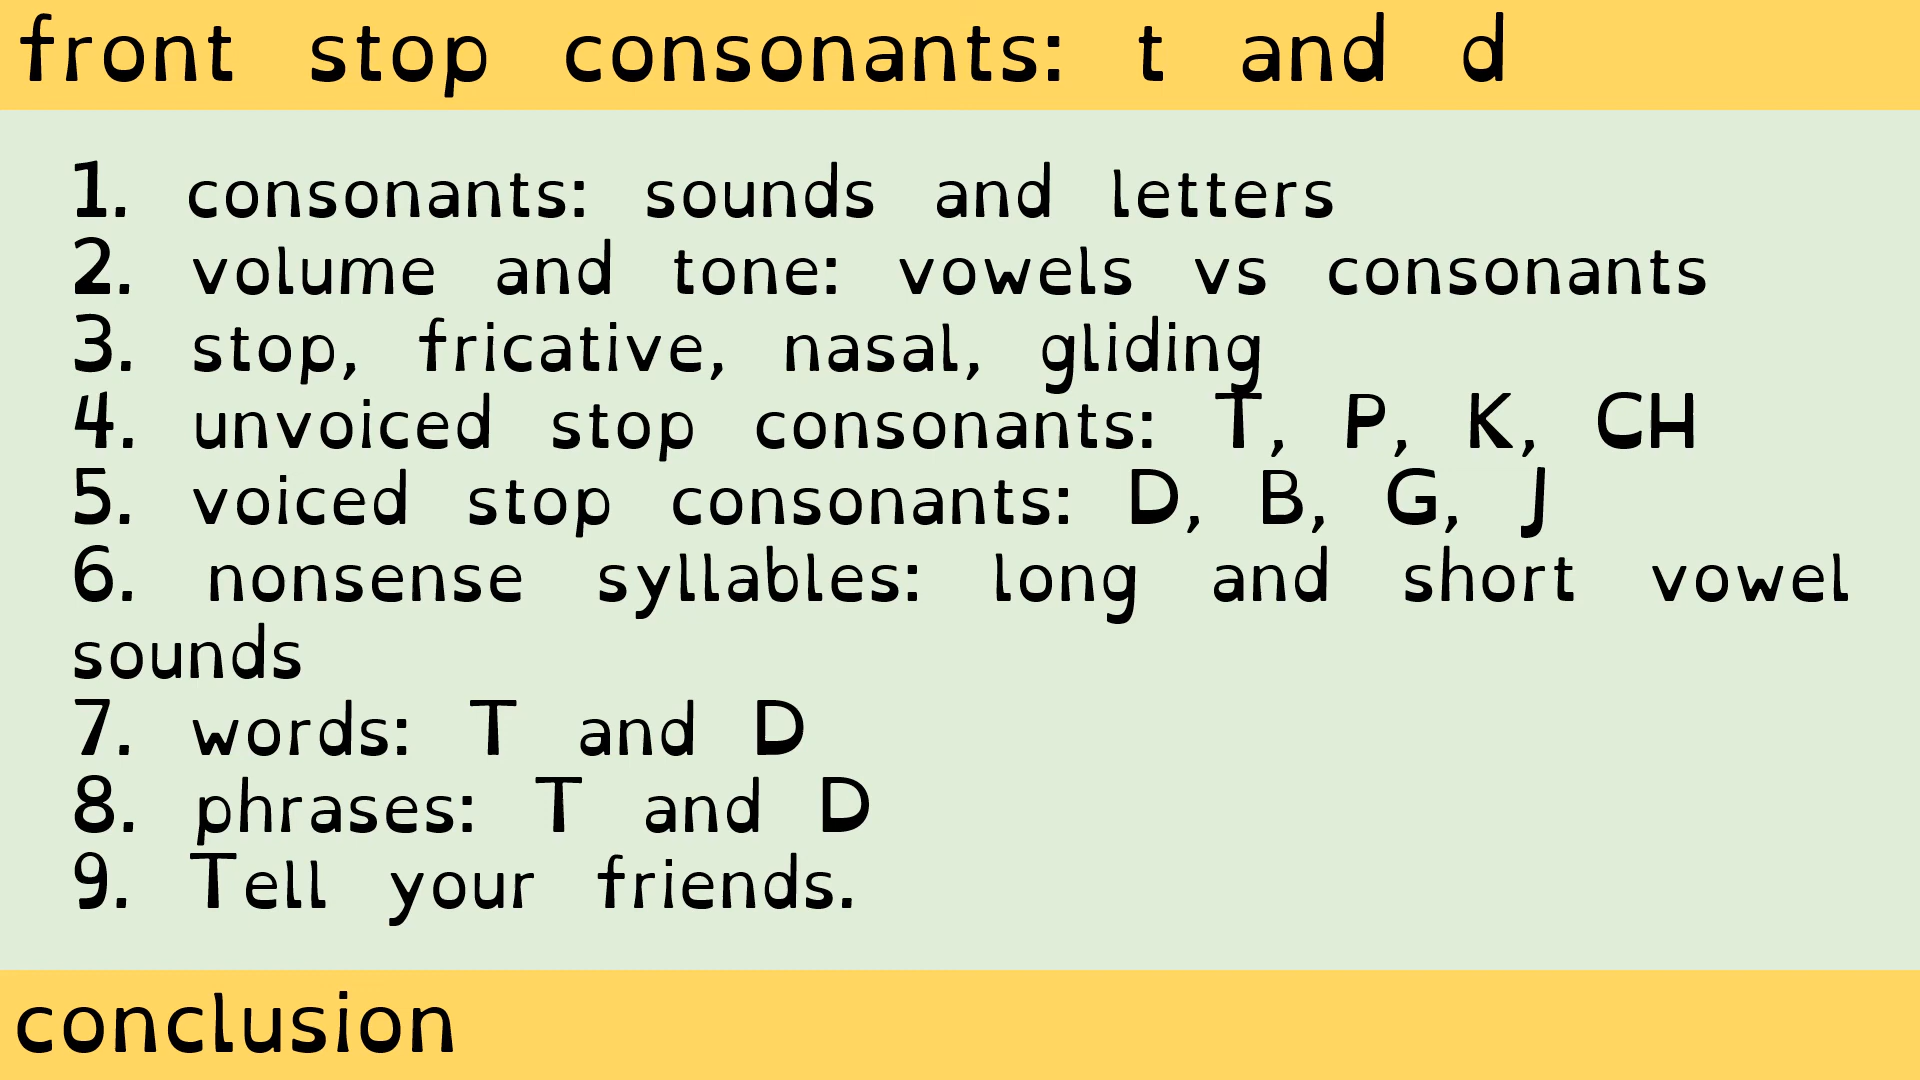 front stop consonants: t and d
1. consonants: sounds and letters
2. volume and tone: vowels vs consonants
3. stop, fricative, nasal, gliding
4. unvoiced stop consonants: T, P, K, CH
5. voiced stop consonants: D, B, G, J
6. nonsense syllables: long and short vowel
sounds
7. words: T and D
8. phrases: T and D
9. Tell your friends.
conclusion